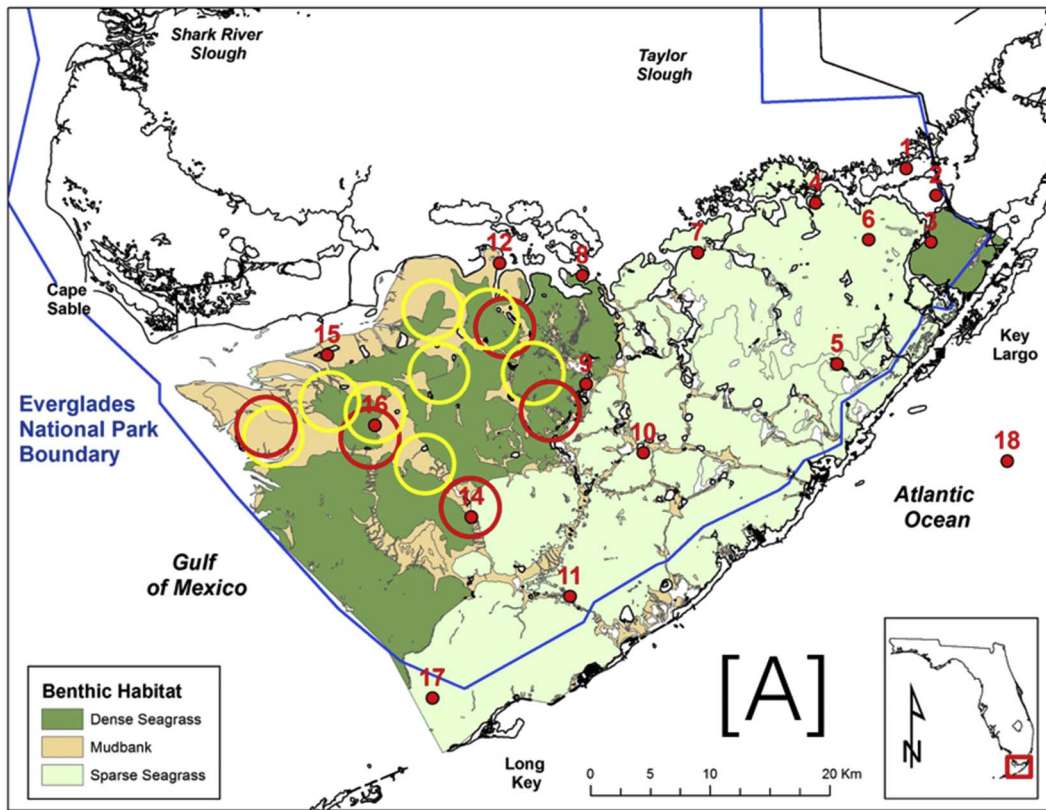 Shark River
Slough
Taylor
Slough
1
2
4
3
6
7
12
8
Cape
Sable
15
5
Key
Largo
9
16
Everglades
National Park
Boundary
10
18
14
Atlantic
Ocean
Gulf
of Mexico
11
17
[A]
Benthic Habitat
Dense Seagrass
Mudbank
Sparse Seagrass
N
Long
Key
0 5 10 20 Km